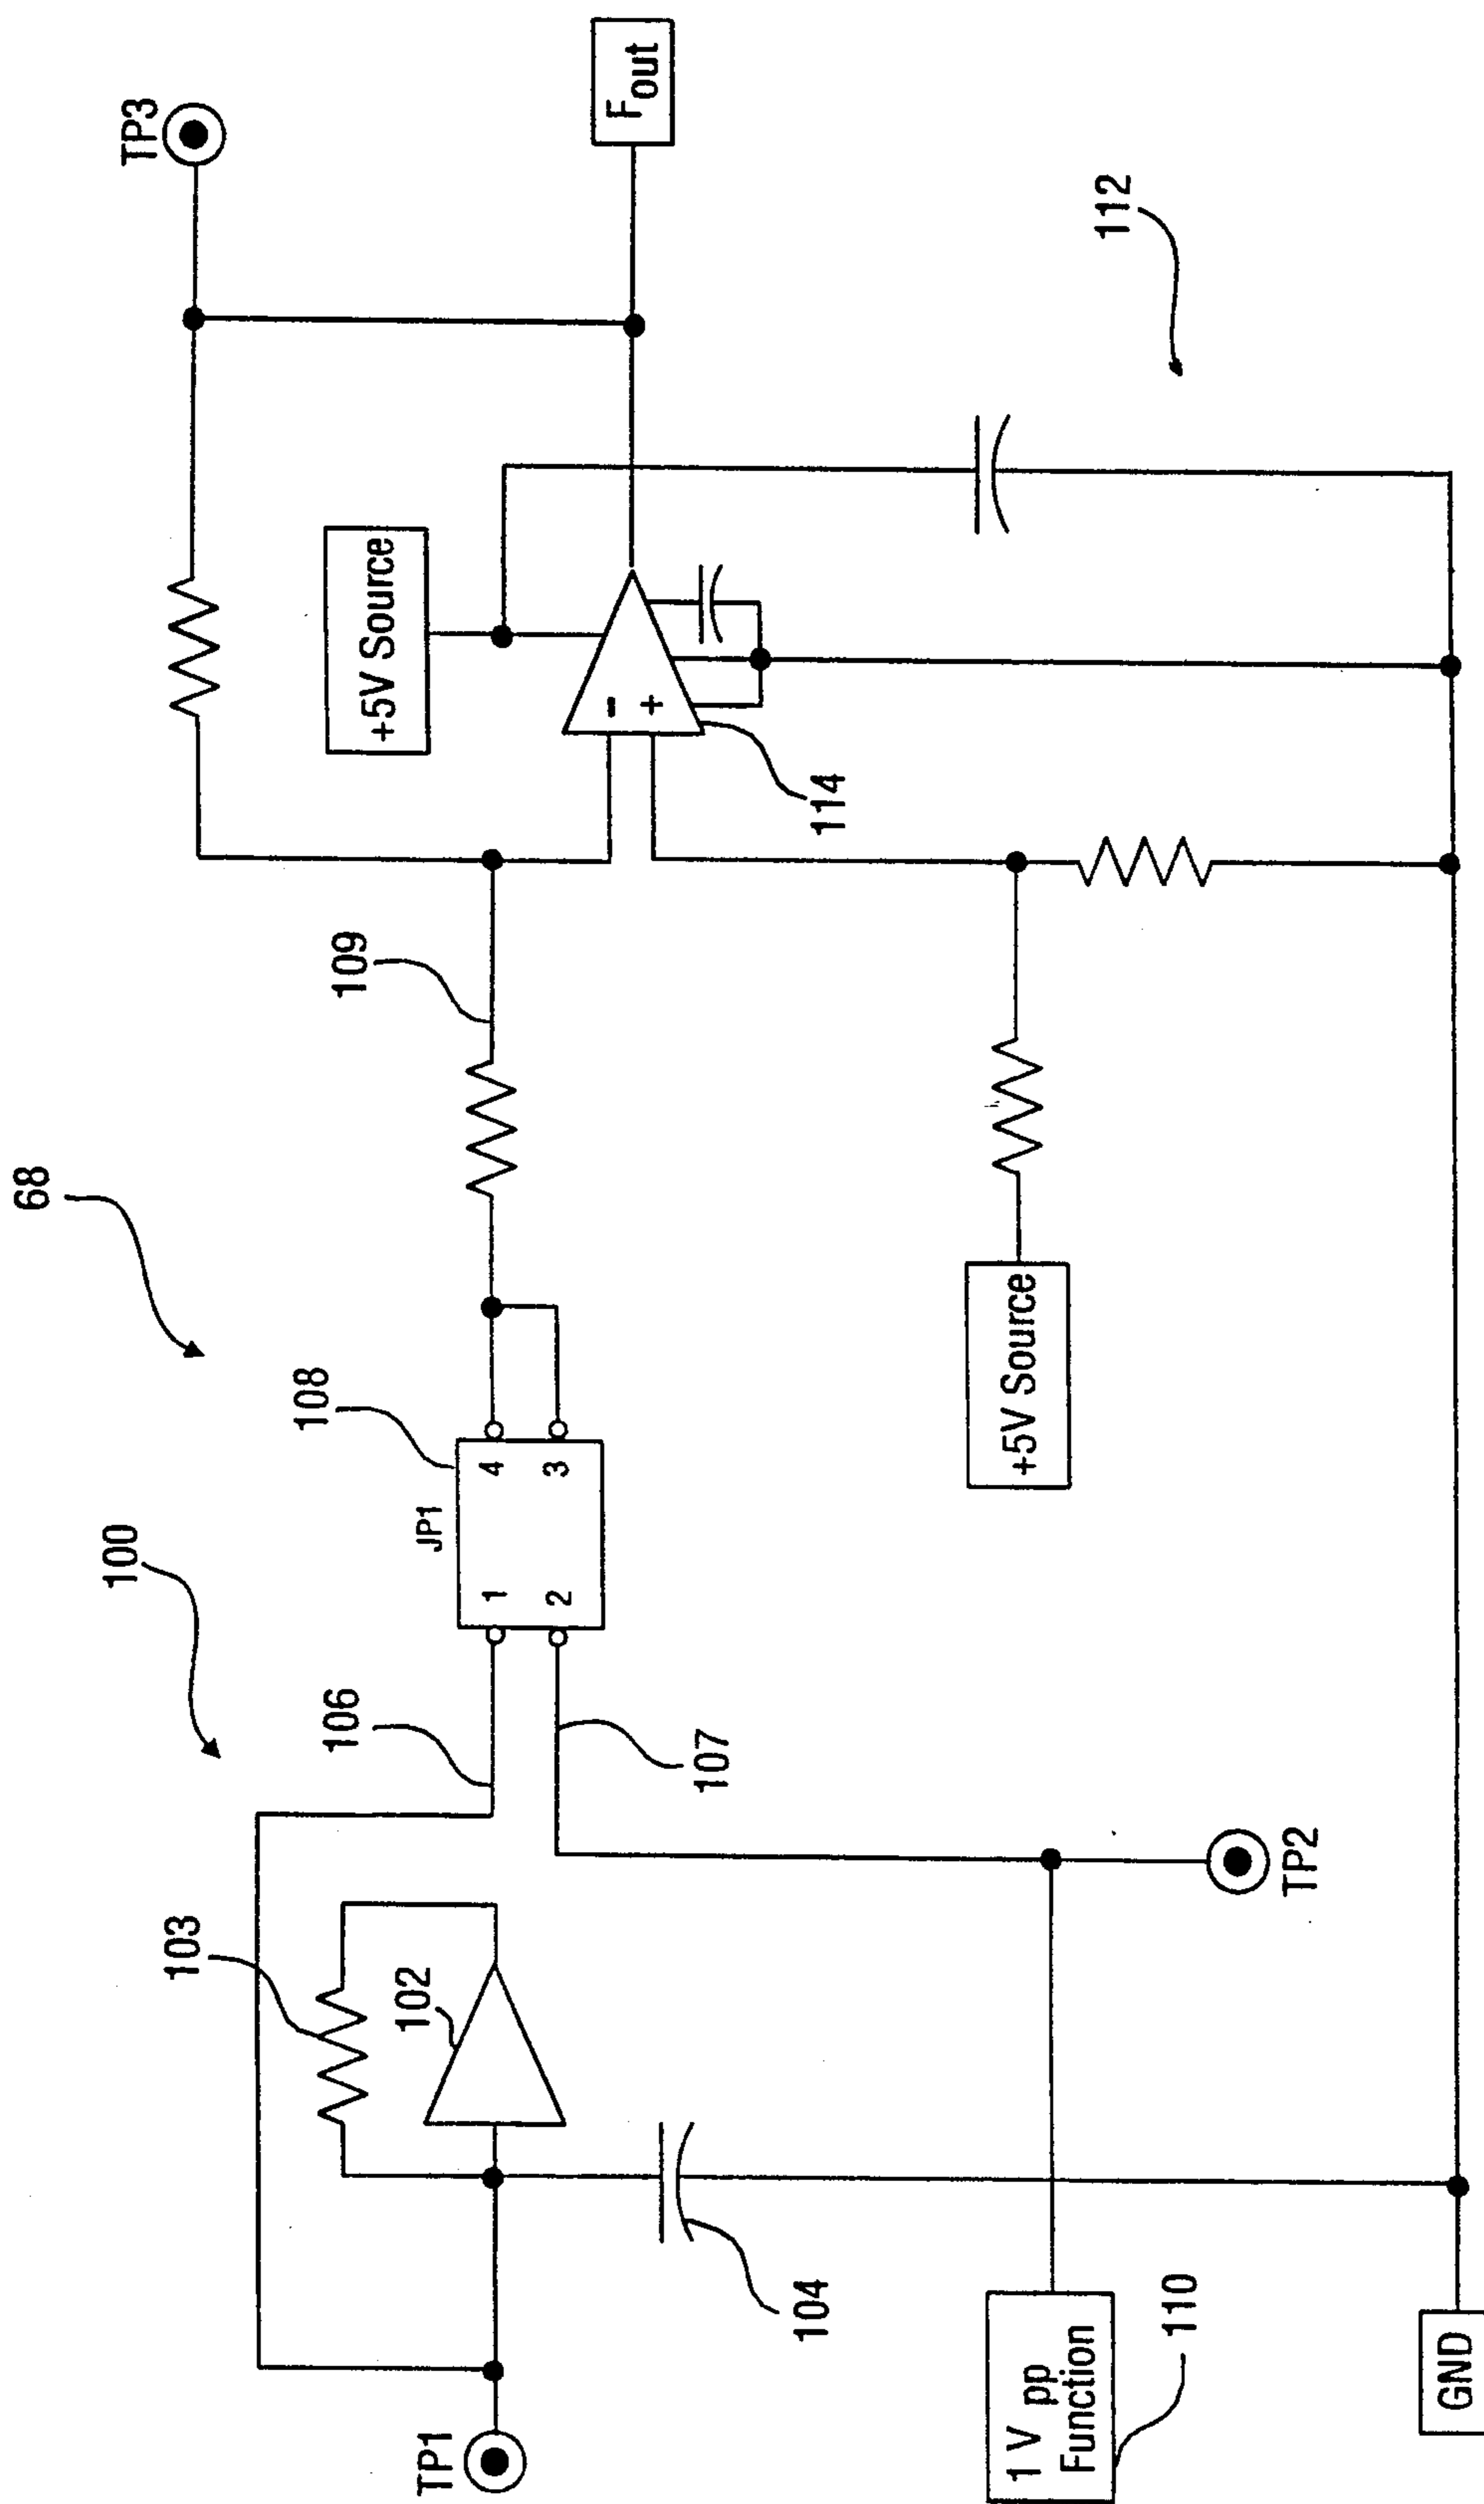 68
100
112
TP3
103
106
108
109
+5V Source
Fout
TP1
102
JP1
1
4
2
3
-
+
104
107
114
1 V pp
Function
110
TP2
+5V Source
GND